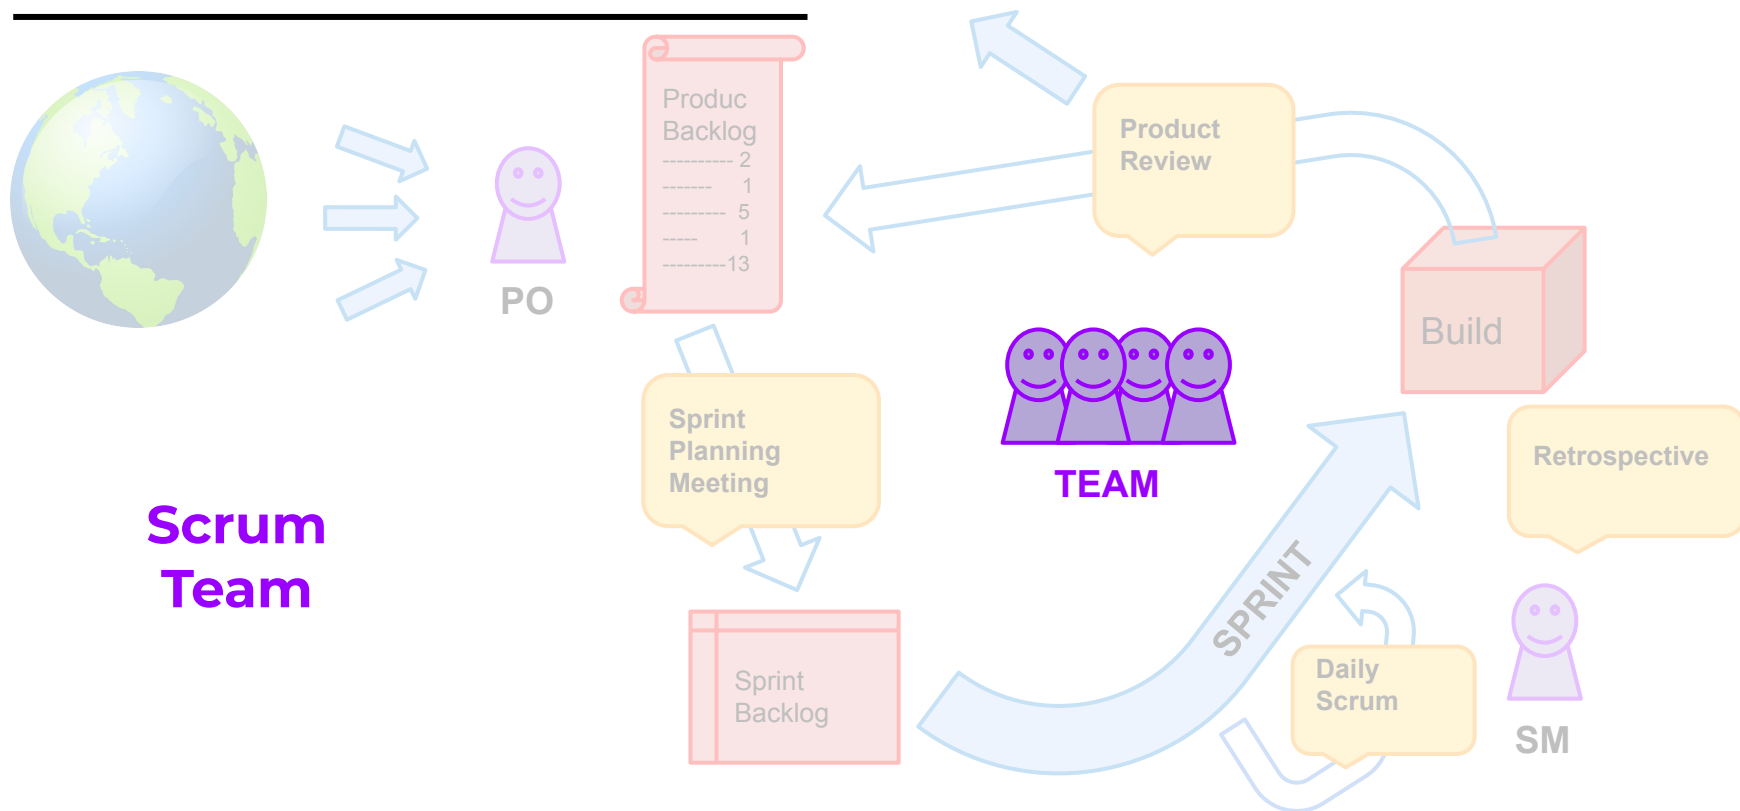 Produc
Backlog
---------- 2
------- 1
--------- 5
----- 1
---------13
PO
Product
Review
Build
Sprint
Planning
Meeting
TEAM
Retrospective
Scrum
Team
SPRINT
Sprint
Backlog
Daily
Scrum
SM